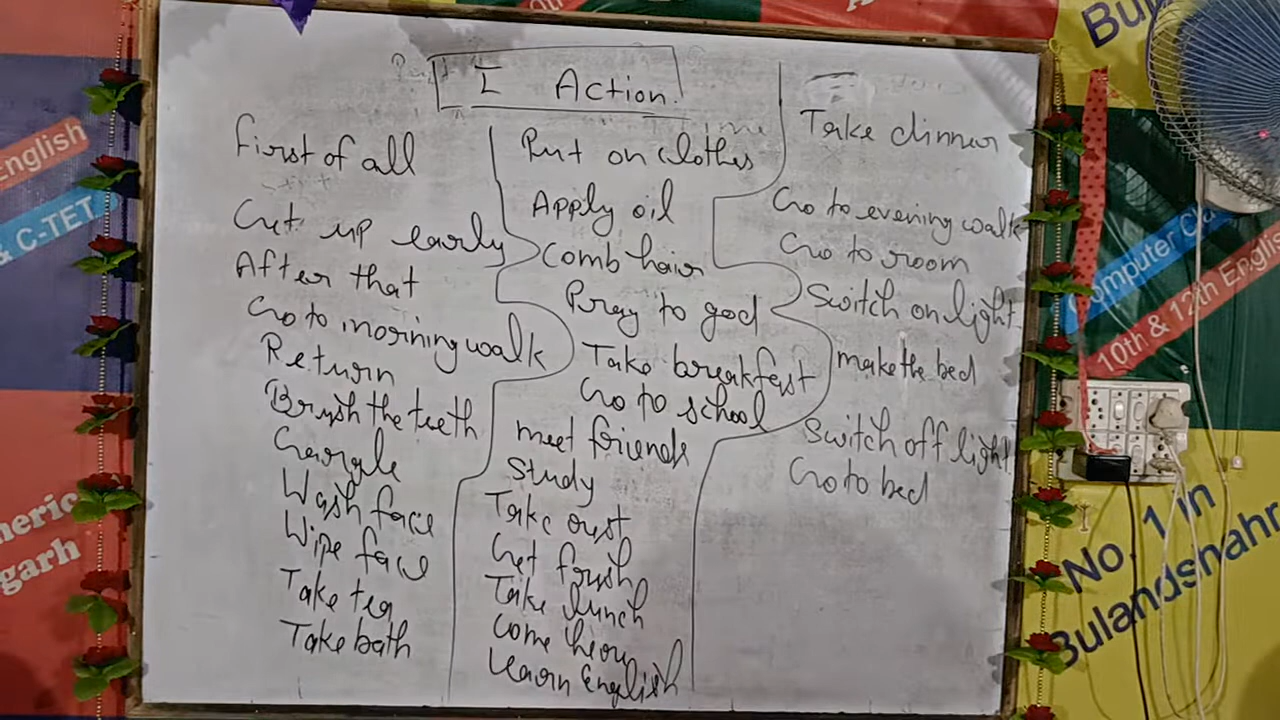 I Action.
First of all
Get up early
After that
Go to morning walk
Return
Brush the teeth
Gargle
Wash face
Wipe face
Take tea
Take bath
Put on clothes
Apply oil
Comb hair
Pray to god
Take breakfast
Go to school
meet friends
Study
Take rest
Get fresh
Take lunch
Come here
Learn English
Take dinner
Go to evening walk
Go to room
Switch on light
make the bed
Switch off light
Go to bed
English
& C-TET
garh
Computer Cla
10th & 12th English
No. 1 in
Bulandshahr